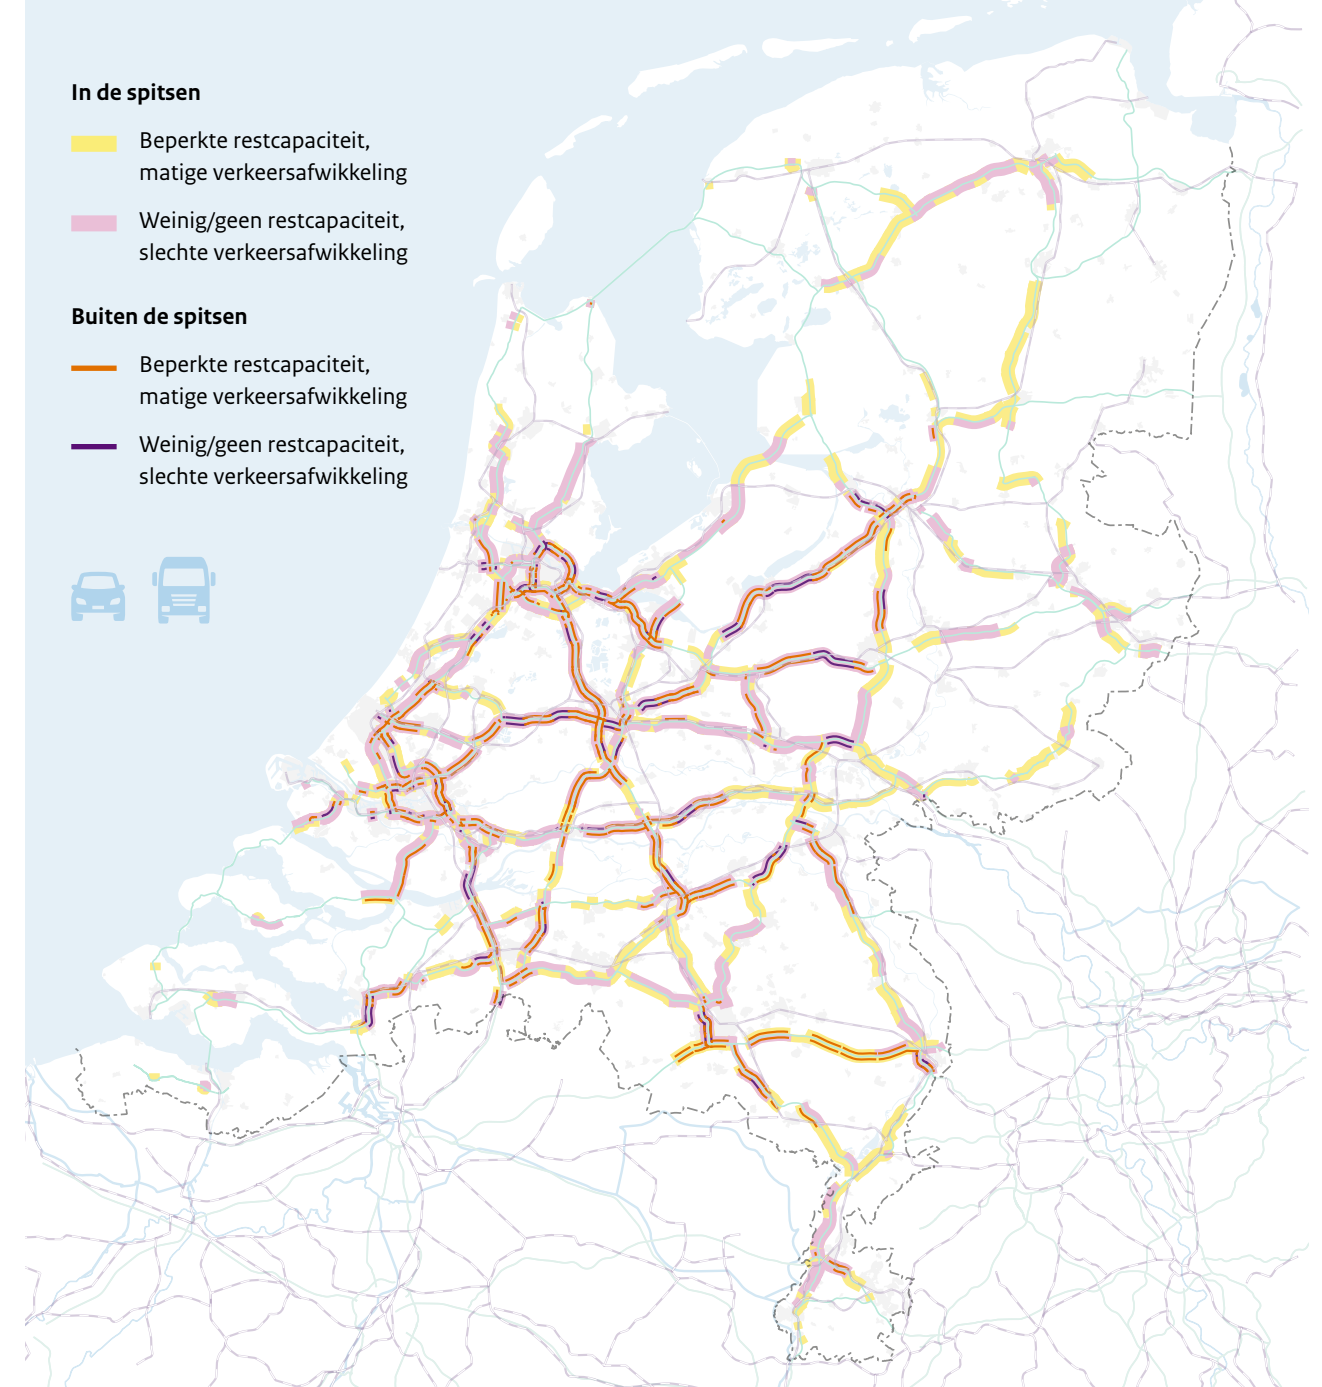 In de spitsen
Beperkte restcapaciteit,
matige verkeersafwikkeling
Weinig/geen restcapaciteit,
slechte verkeersafwikkeling
Buiten de spitsen
Beperkte restcapaciteit,
matige verkeersafwikkeling
Weinig/geen restcapaciteit,
slechte verkeersafwikkeling